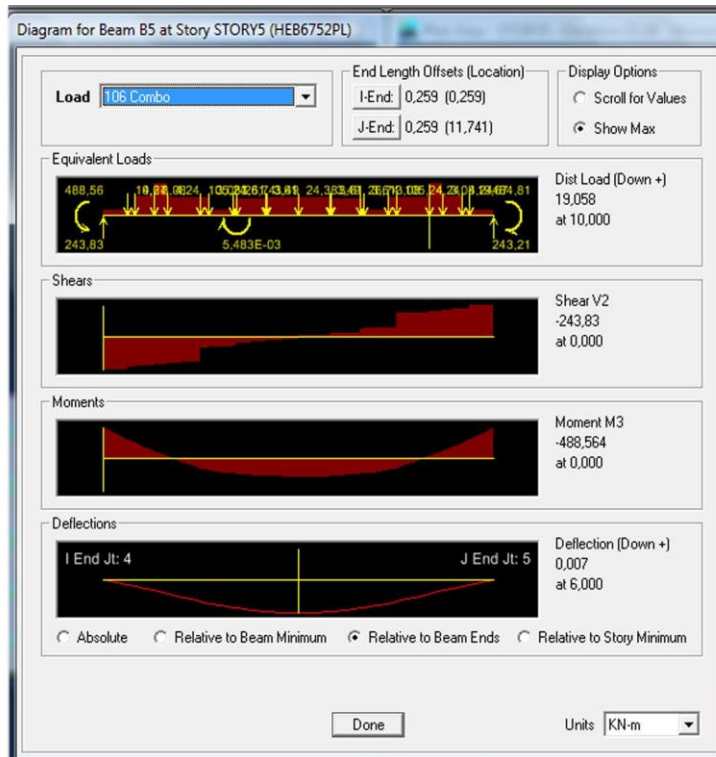 Diagram for Beam B5 at Story STORY5 (HEB6752PL)
Load 106 Combo
End Length Offsets (Location)
I-End: 0,259 (0,259)
J-End: 0,259 (11,741)
Display Options
Scroll for Values
Show Max
Equivalent Loads
488,56
243,83
5,483E-03
243,21
Dist Load (Down +)
19,058
at 10,000
Shears
Shear V2
-243,83
at 0,000
Moments
Moment M3
-488,564
at 0,000
Deflections
I End Jt: 4
J End Jt: 5
Deflection (Down +)
0,007
at 6,000
Absolute
Relative to Beam Minimum
Relative to Beam Ends
Relative to Story Minimum
Done
Units KN-m